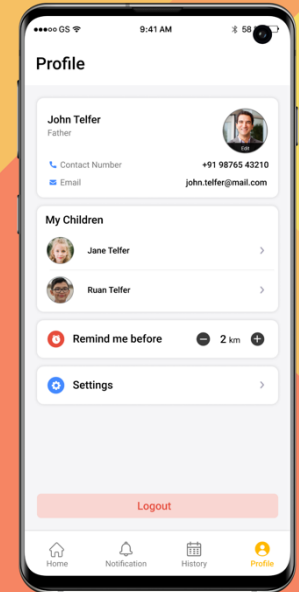 GS 9:41 AM 58
Profile
John Telfer
Father
Edit
Contact Number +91 98765 43210
Email john.telfer@mail.com
My Children
Jane Telfer
Ruan Telfer
Remind me before 2 km
Settings
Logout
Home Notification History Profile